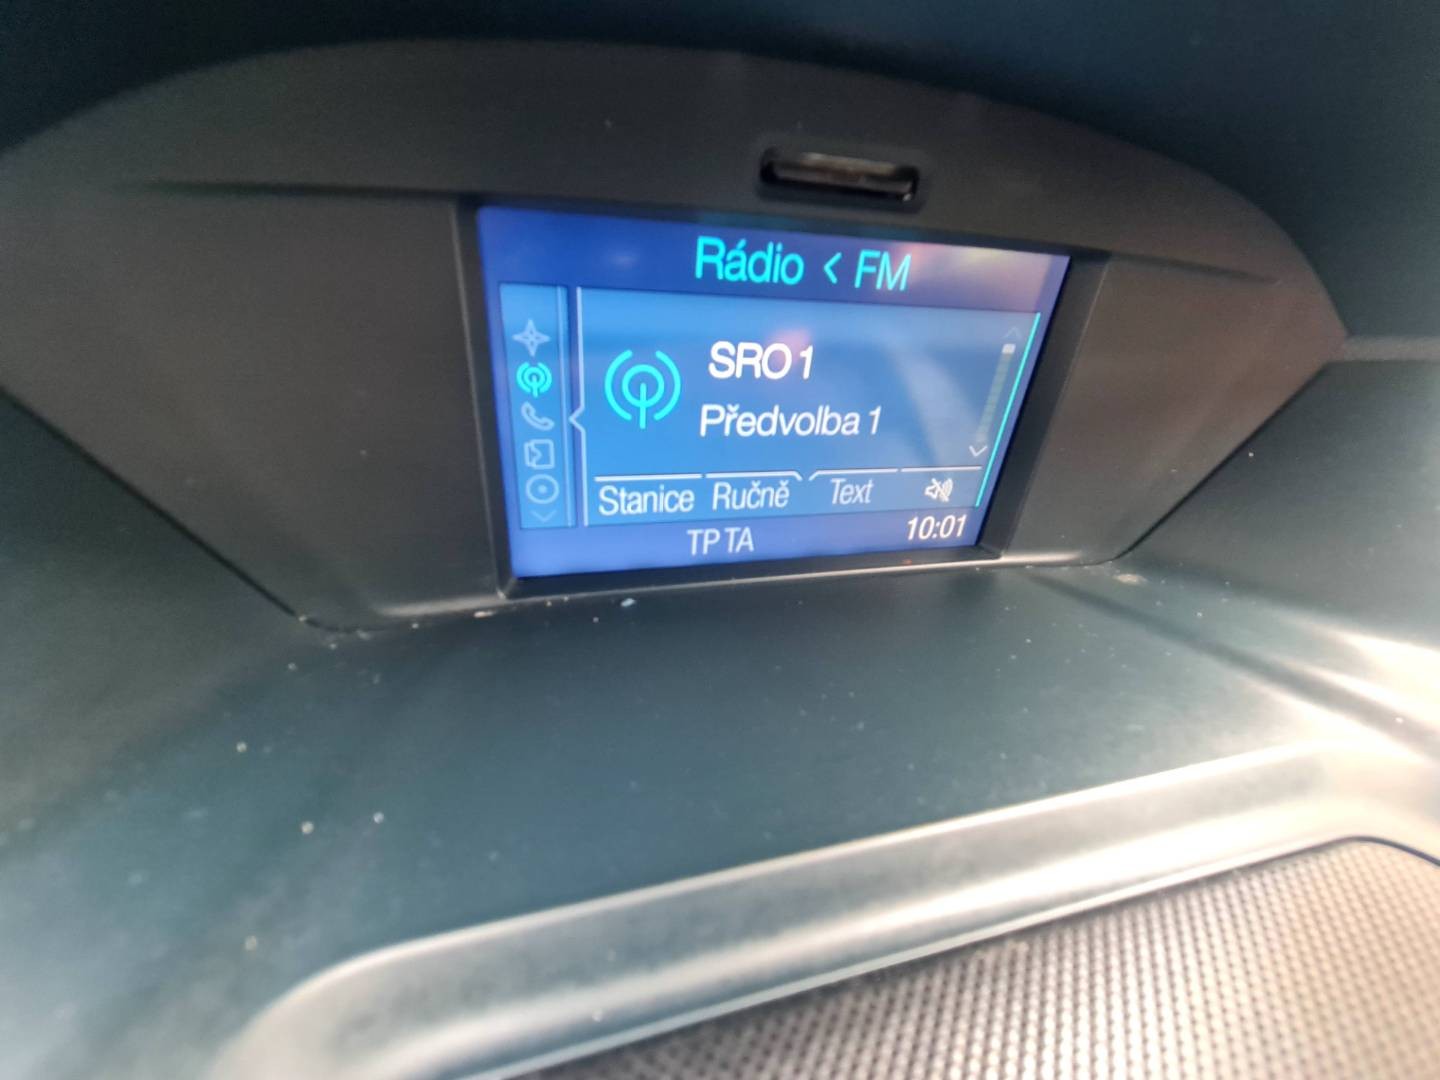 Rádio < FM
SRO 1
Předvolba 1
Stanice Ručně Text
TP TA 10:01